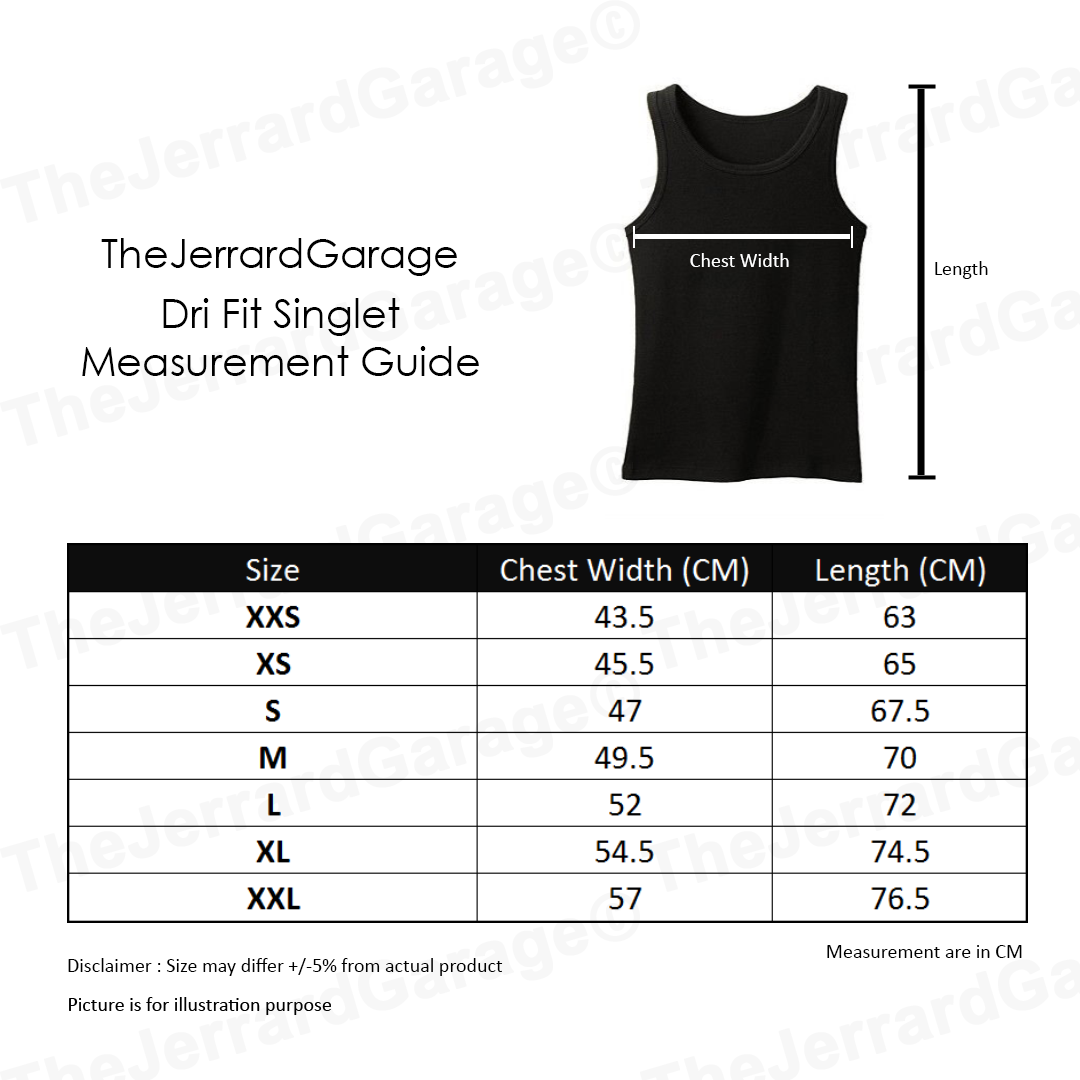 TheJerrardGarage©
TheJerrardGarage
Dri Fit Singlet
Measurement Guide
Chest Width
Length
Size Chest Width (CM) Length (CM)
XXS 43.5 63
XS 45.5 65
S 47 67.5
M 49.5 70
L 52 72
XL 54.5 74.5
XXL 57 76.5
Measurement are in CM
Disclaimer : Size may differ +/-5% from actual product
Picture is for illustration purpose